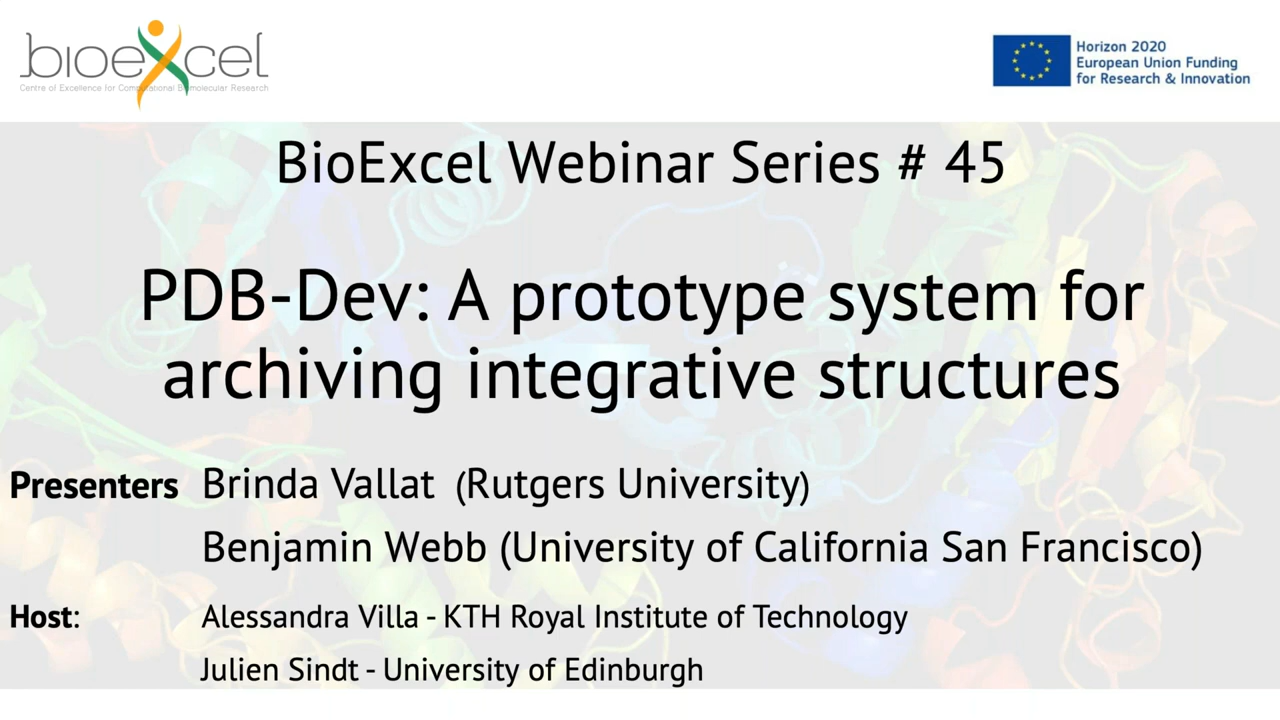 bioexcel
Centre of Excellence for Computational Biomolecular Research
Horizon 2020
European Union Funding
for Research & Innovation
BioExcel Webinar Series # 45
PDB-Dev: A prototype system for
archiving integrative structures
Presenters Brinda Vallat (Rutgers University)
Benjamin Webb (University of California San Francisco)
Host: Alessandra Villa - KTH Royal Institute of Technology
Julien Sindt - University of Edinburgh